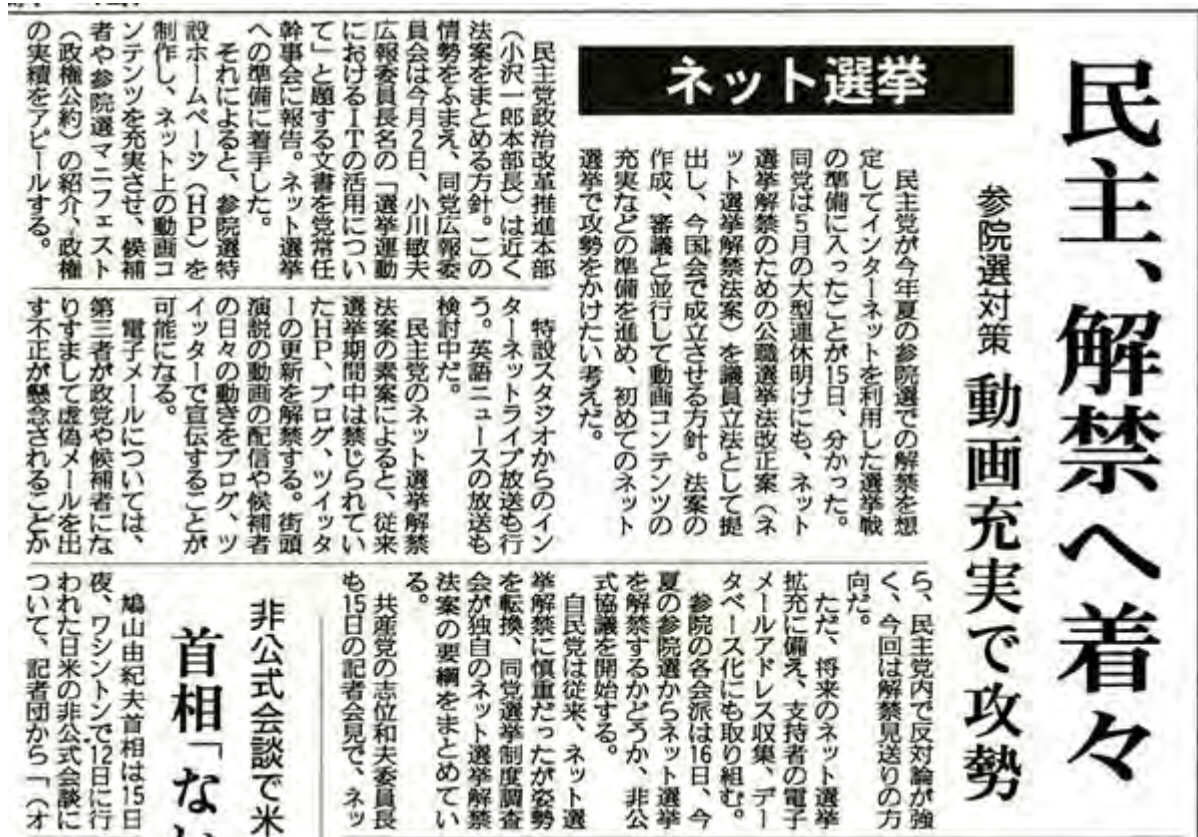 民主、解禁へ着々
参院選対策 動画充実で攻勢
ネット選挙
民主党が今年夏の参院選での解禁を想
定してインターネットを利用した選挙戦
の準備に入ったことが15日、分かった。
同党は5月の大型連休明けにも、ネット
選挙解禁のための公職選挙法改正案（ネ
ット選挙解禁法案）を議員立法として提
出し、今国会で成立させる方針。法案の
作成、審議と並行して動画コンテンツの
充実などの準備を進め、初めてのネット
選挙で攻勢をかけたい考えだ。
民主党政治改革推進本部
（小沢一郎本部長）は近く
法案をまとめる方針。この
情勢をふまえ、同党広報委
員会は今月2日、小川敏夫
広報委員長名の「選挙運動
におけるITの活用につい
て」と題する文書を党常任
幹事会に報告。ネット選挙
への準備に着手した。
それによると、参院選特
設ホームページ（HP）を
制作し、ネット上の動画コ
ンテンツを充実させ、候補
者や参院選マニフェスト
（政権公約）の紹介、政権
の実績をアピールする。
特設スタジオからのイン
ターネットライブ放送も行
う。英語ニュースの放送も
検討中だ。
民主党のネット選挙解禁
法案の素案によると、従来
選挙期間中は禁じられてい
たHP、ブログ、ツイッタ
ーの更新を解禁する。街頭
演説の動画の配信や候補者
の日々の動きをブログ、ツ
イッターで宣伝することが
可能になる。
電子メールについては、
第三者が政党や候補者にな
りすまして虚偽メールを出
す不正が懸念されることか
ら、民主党内で反対論が強
く、今回は解禁見送りの方
向だ。
ただ、将来のネット選挙
拡充に備え、支持者の電子
メールアドレス収集、デー
タベース化にも取り組む。
参院の各会派は16日、今
夏の参院選からネット選挙
を解禁するかどうか、非公
式協議を開始する。
自民党は従来、ネット選
挙解禁に慎重だったが姿勢
を転換、同党選挙制度調査
会が独自のネット選挙解禁
法案の要綱をまとめてい
る。
共産党の志位和夫委員長
も15日の記者会見で、ネッ
非公式会談で米
首相「な
鳩山由紀夫首相は15日
夜、ワシントンで12日に行
われた日米の非公式会談に
ついて、記者団から「（オ